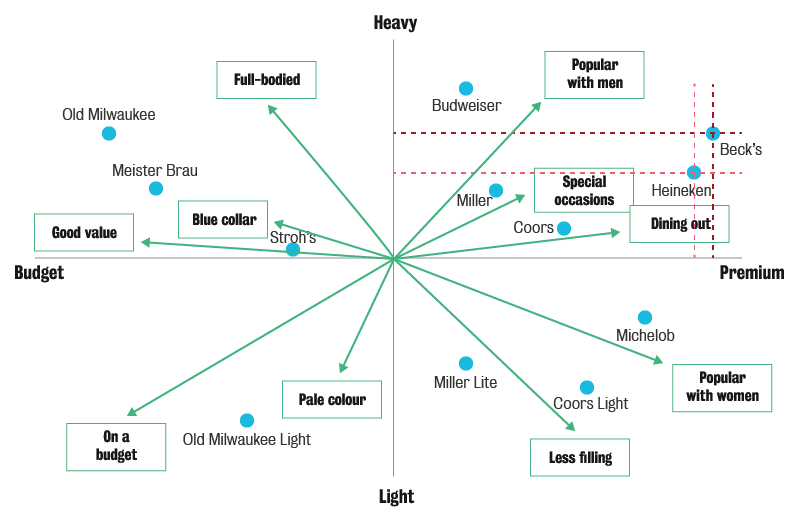 Heavy
Full-bodied
Popular
with men
Budweiser
Old Milwaukee
Beck's
Meister Brau
Special
occasions
Heineken
Miller
Blue collar
Good value
Stroh's
Coors
Dining out
Budget
Premium
Michelob
Popular
with women
Miller Lite
Coors Light
Pale colour
On a
budget
Old Milwaukee Light
Less filling
Light